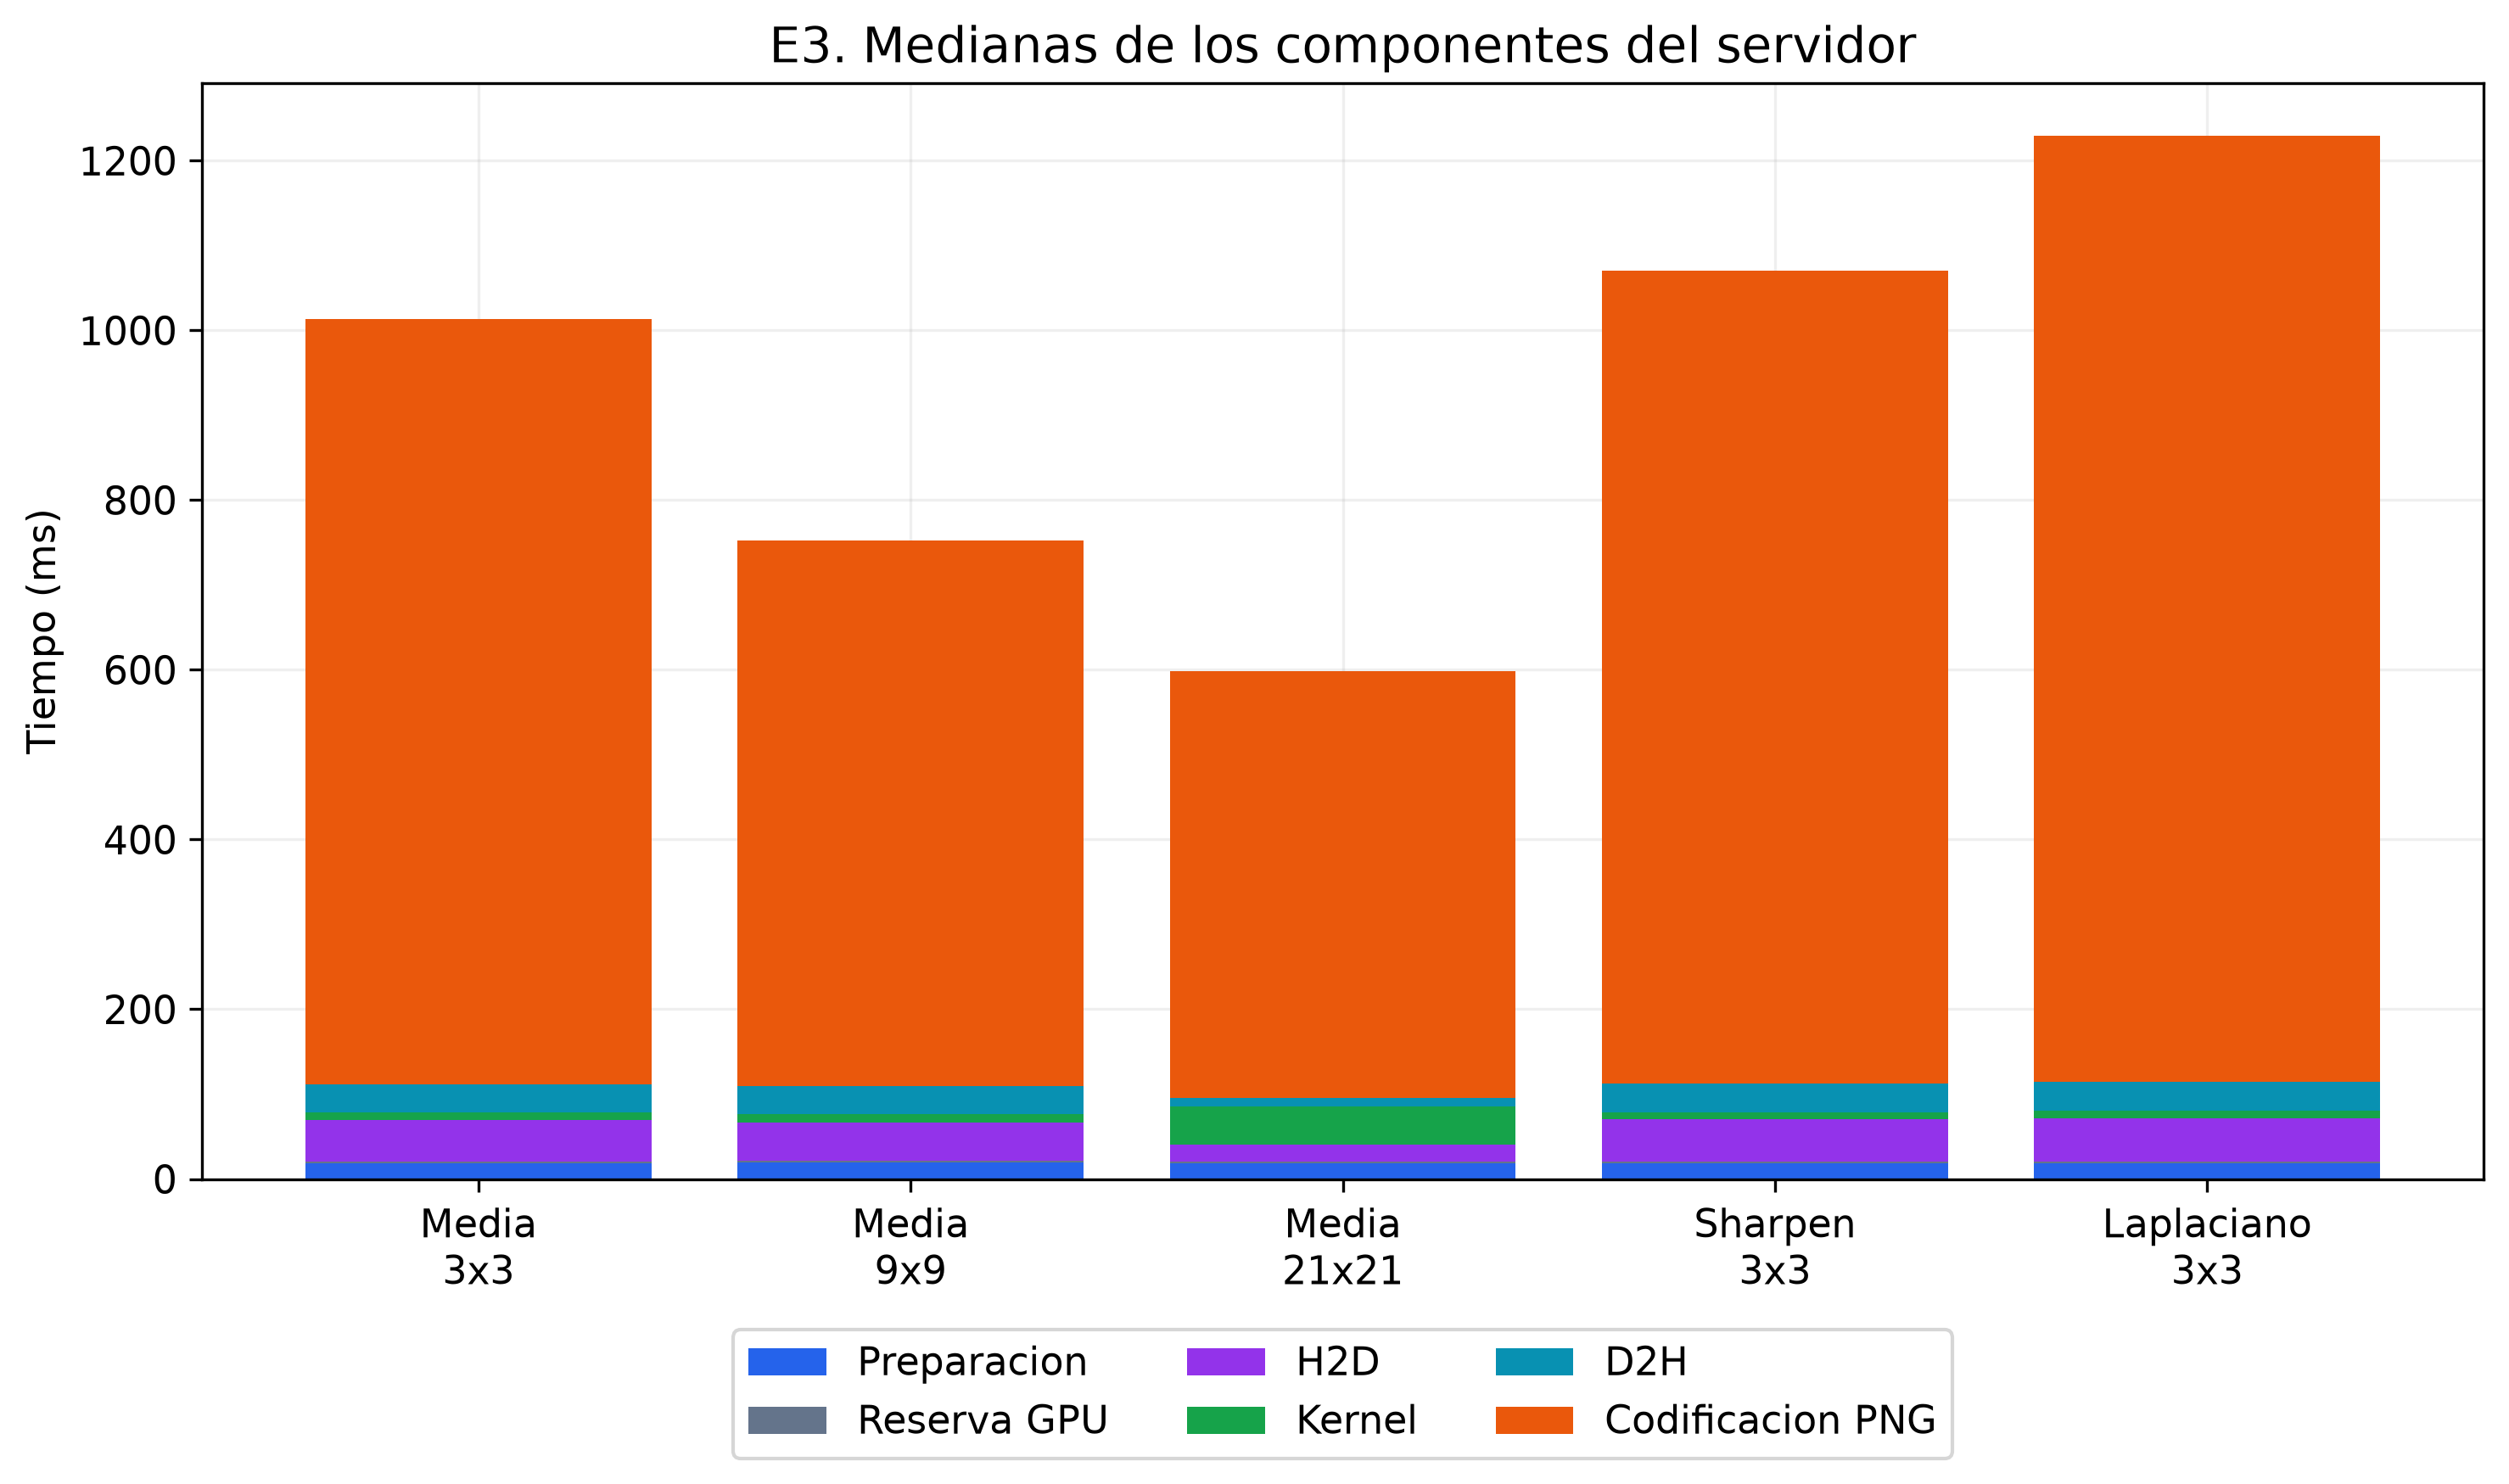 E3. Medianas de los componentes del servidor
Tiempo (ms)
1200
1000
800
600
400
200
0
Media
3x3
Media
9x9
Media
21x21
Sharpen
3x3
Laplaciano
3x3
Preparacion
H2D
D2H
Reserva GPU
Kernel
Codificacion PNG